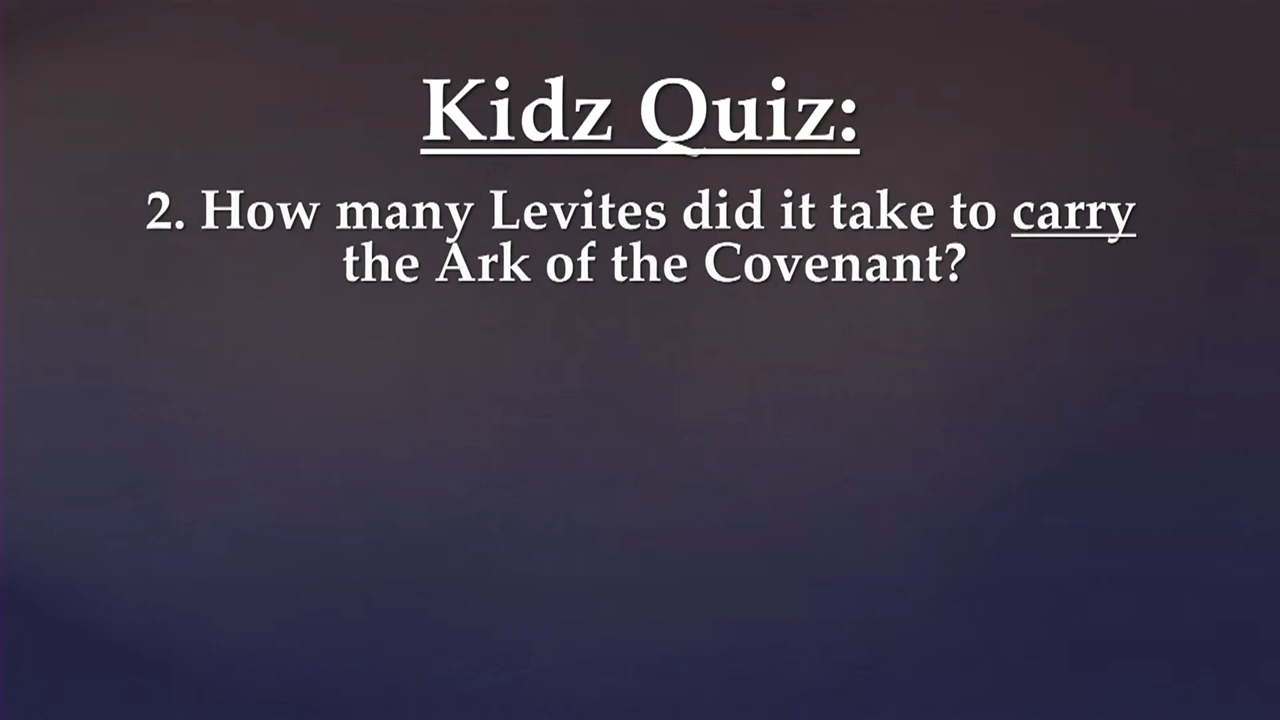 Kidz Quiz:
2. How many Levites did it take to carry
the Ark of the Covenant?